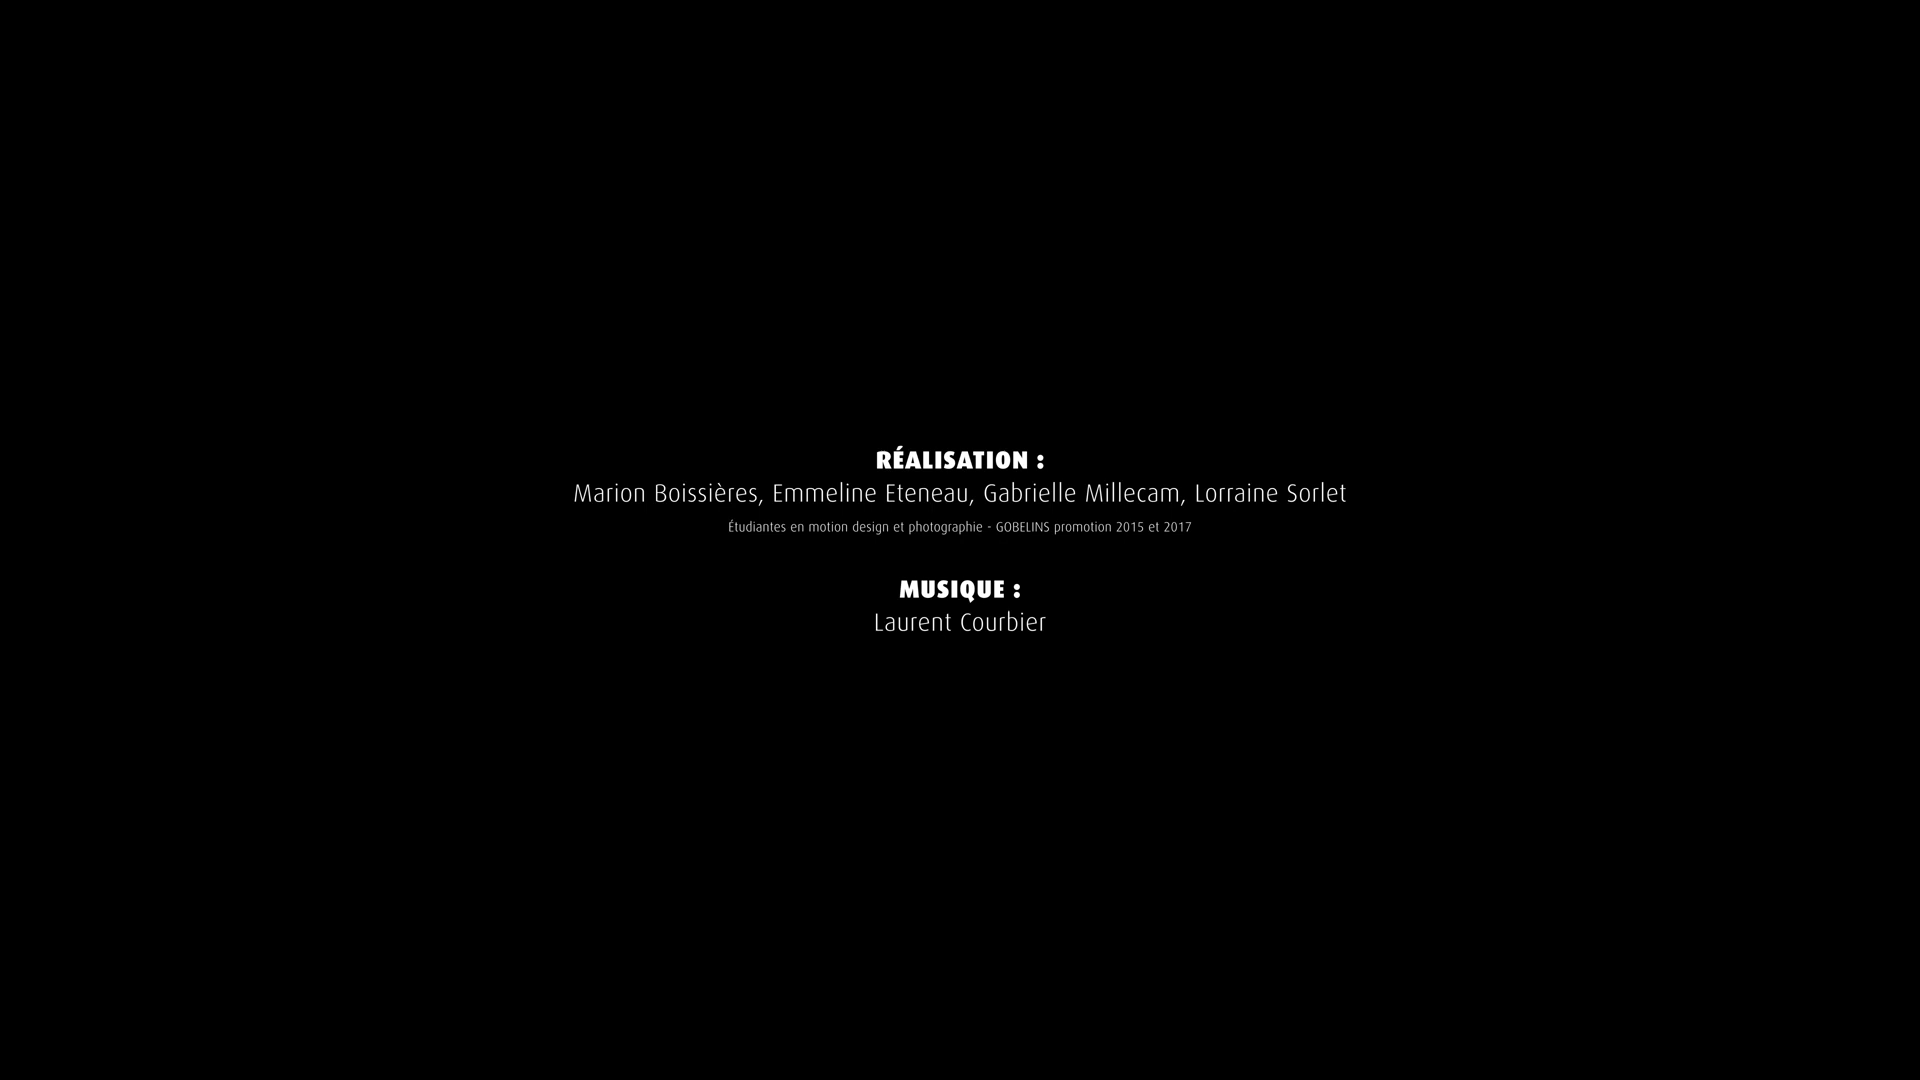 RÉALISATION :
Marion Boissières, Emmeline Eteneau, Gabrielle Millecam, Lorraine Sorlet
Étudiantes en motion design et photographie - GOBELINS promotion 2015 et 2017
MUSIQUE :
Laurent Courbier